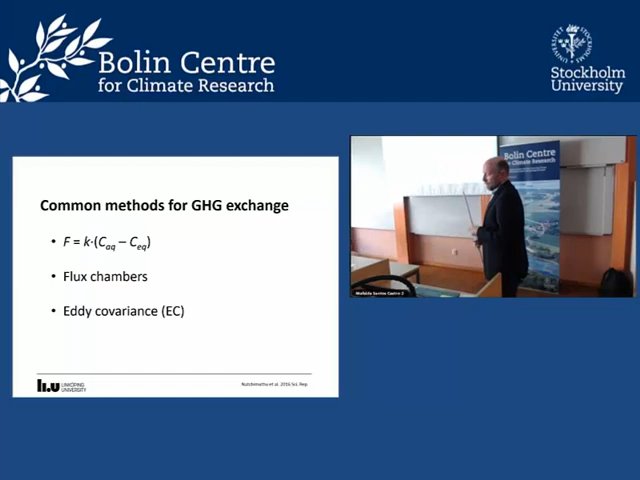 Bolin Centre
for Climate Research
Stockholm
University
Common methods for GHG exchange
• F = k·(Caq – Ceq)
• Flux chambers
• Eddy covariance (EC)
LINKÖPING
UNIVERSITY
et al. 2016 Sci. Rep.
Bolin Centre
Climate Research